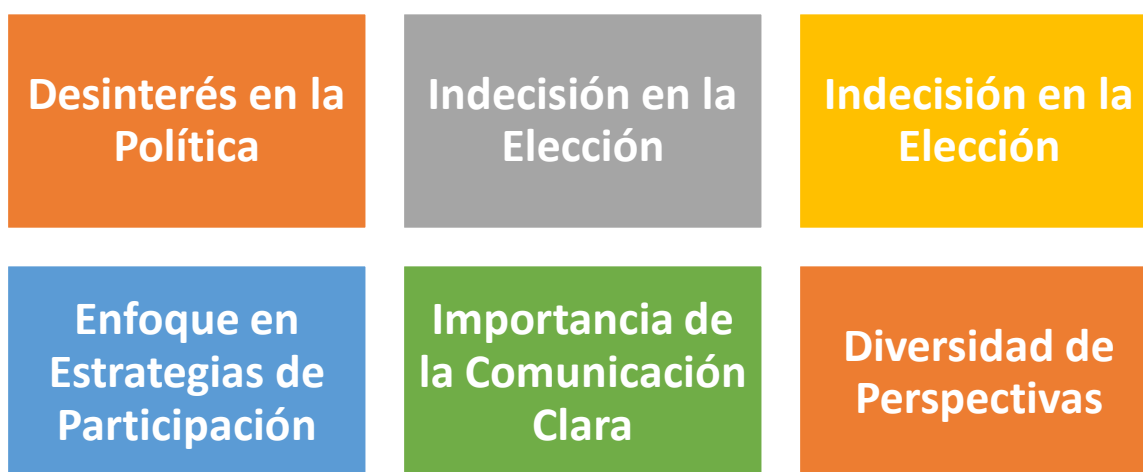 Desinterés en la
Política
Indecisión en la
Elección
Indecisión en la
Elección
Enfoque en
Estrategias de
Participación
Importancia de
la Comunicación
Clara
Diversidad de
Perspectivas